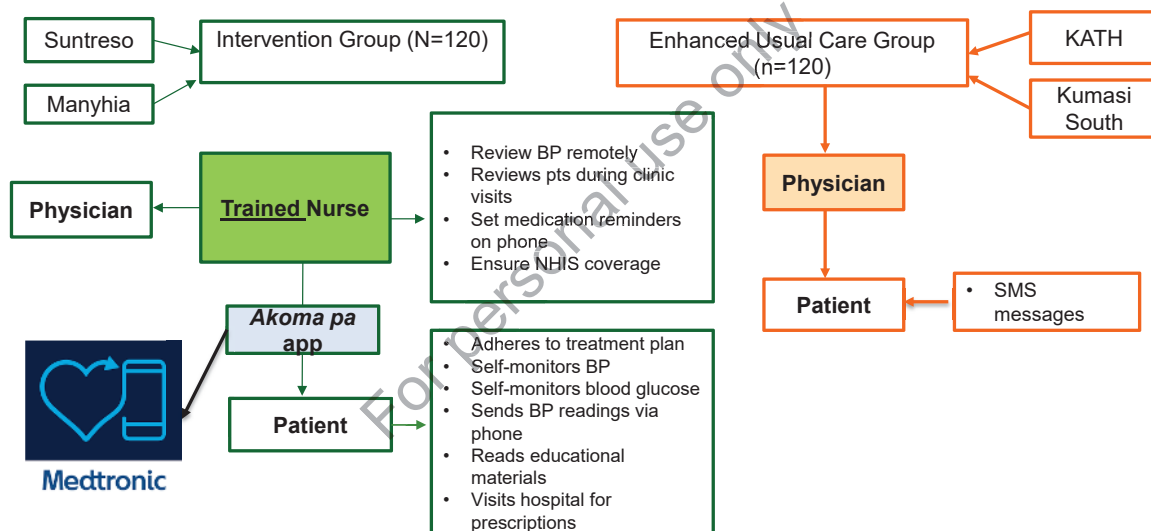 Suntreso
Manyhia
Intervention Group (N=120)
Enhanced Usual Care Group
(n=120)
KATH
Kumasi
South
Physician
Trained Nurse
• Review BP remotely
• Reviews pts during clinic
visits
• Set medication reminders
on phone
• Ensure NHIS coverage
Akoma pa
app
Medtronic
Patient
• Adheres to treatment plan
• Self-monitors BP
• Self-monitors blood glucose
• Sends BP readings via
phone
• Reads educational
materials
• Visits hospital for
prescriptions
Physician
Patient
• SMS
messages
For personal use only